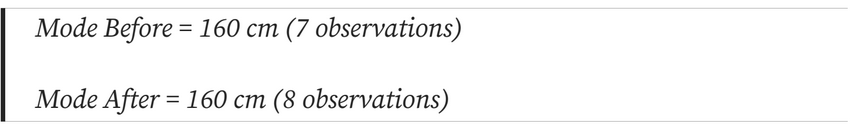 Mode Before = 160 cm (7 observations)
Mode After = 160 cm (8 observations)